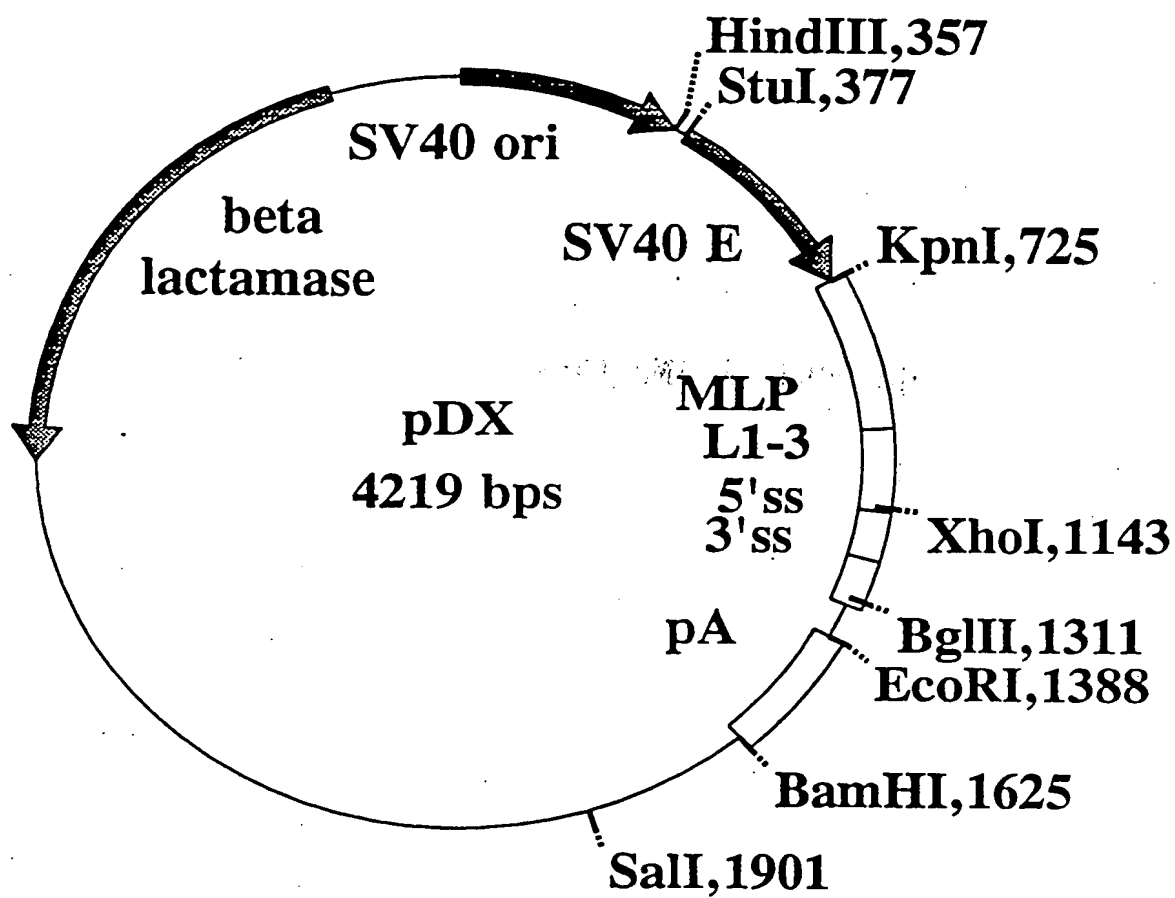 HindIII,357
StuI,377
SV40 ori
beta
lactamase
SV40 E
KpnI,725
MLP
L1-3
pDX
4219 bps
5'ss
3'ss
XhoI,1143
pA
BglII,1311
EcoRI,1388
BamHI,1625
SalI,1901